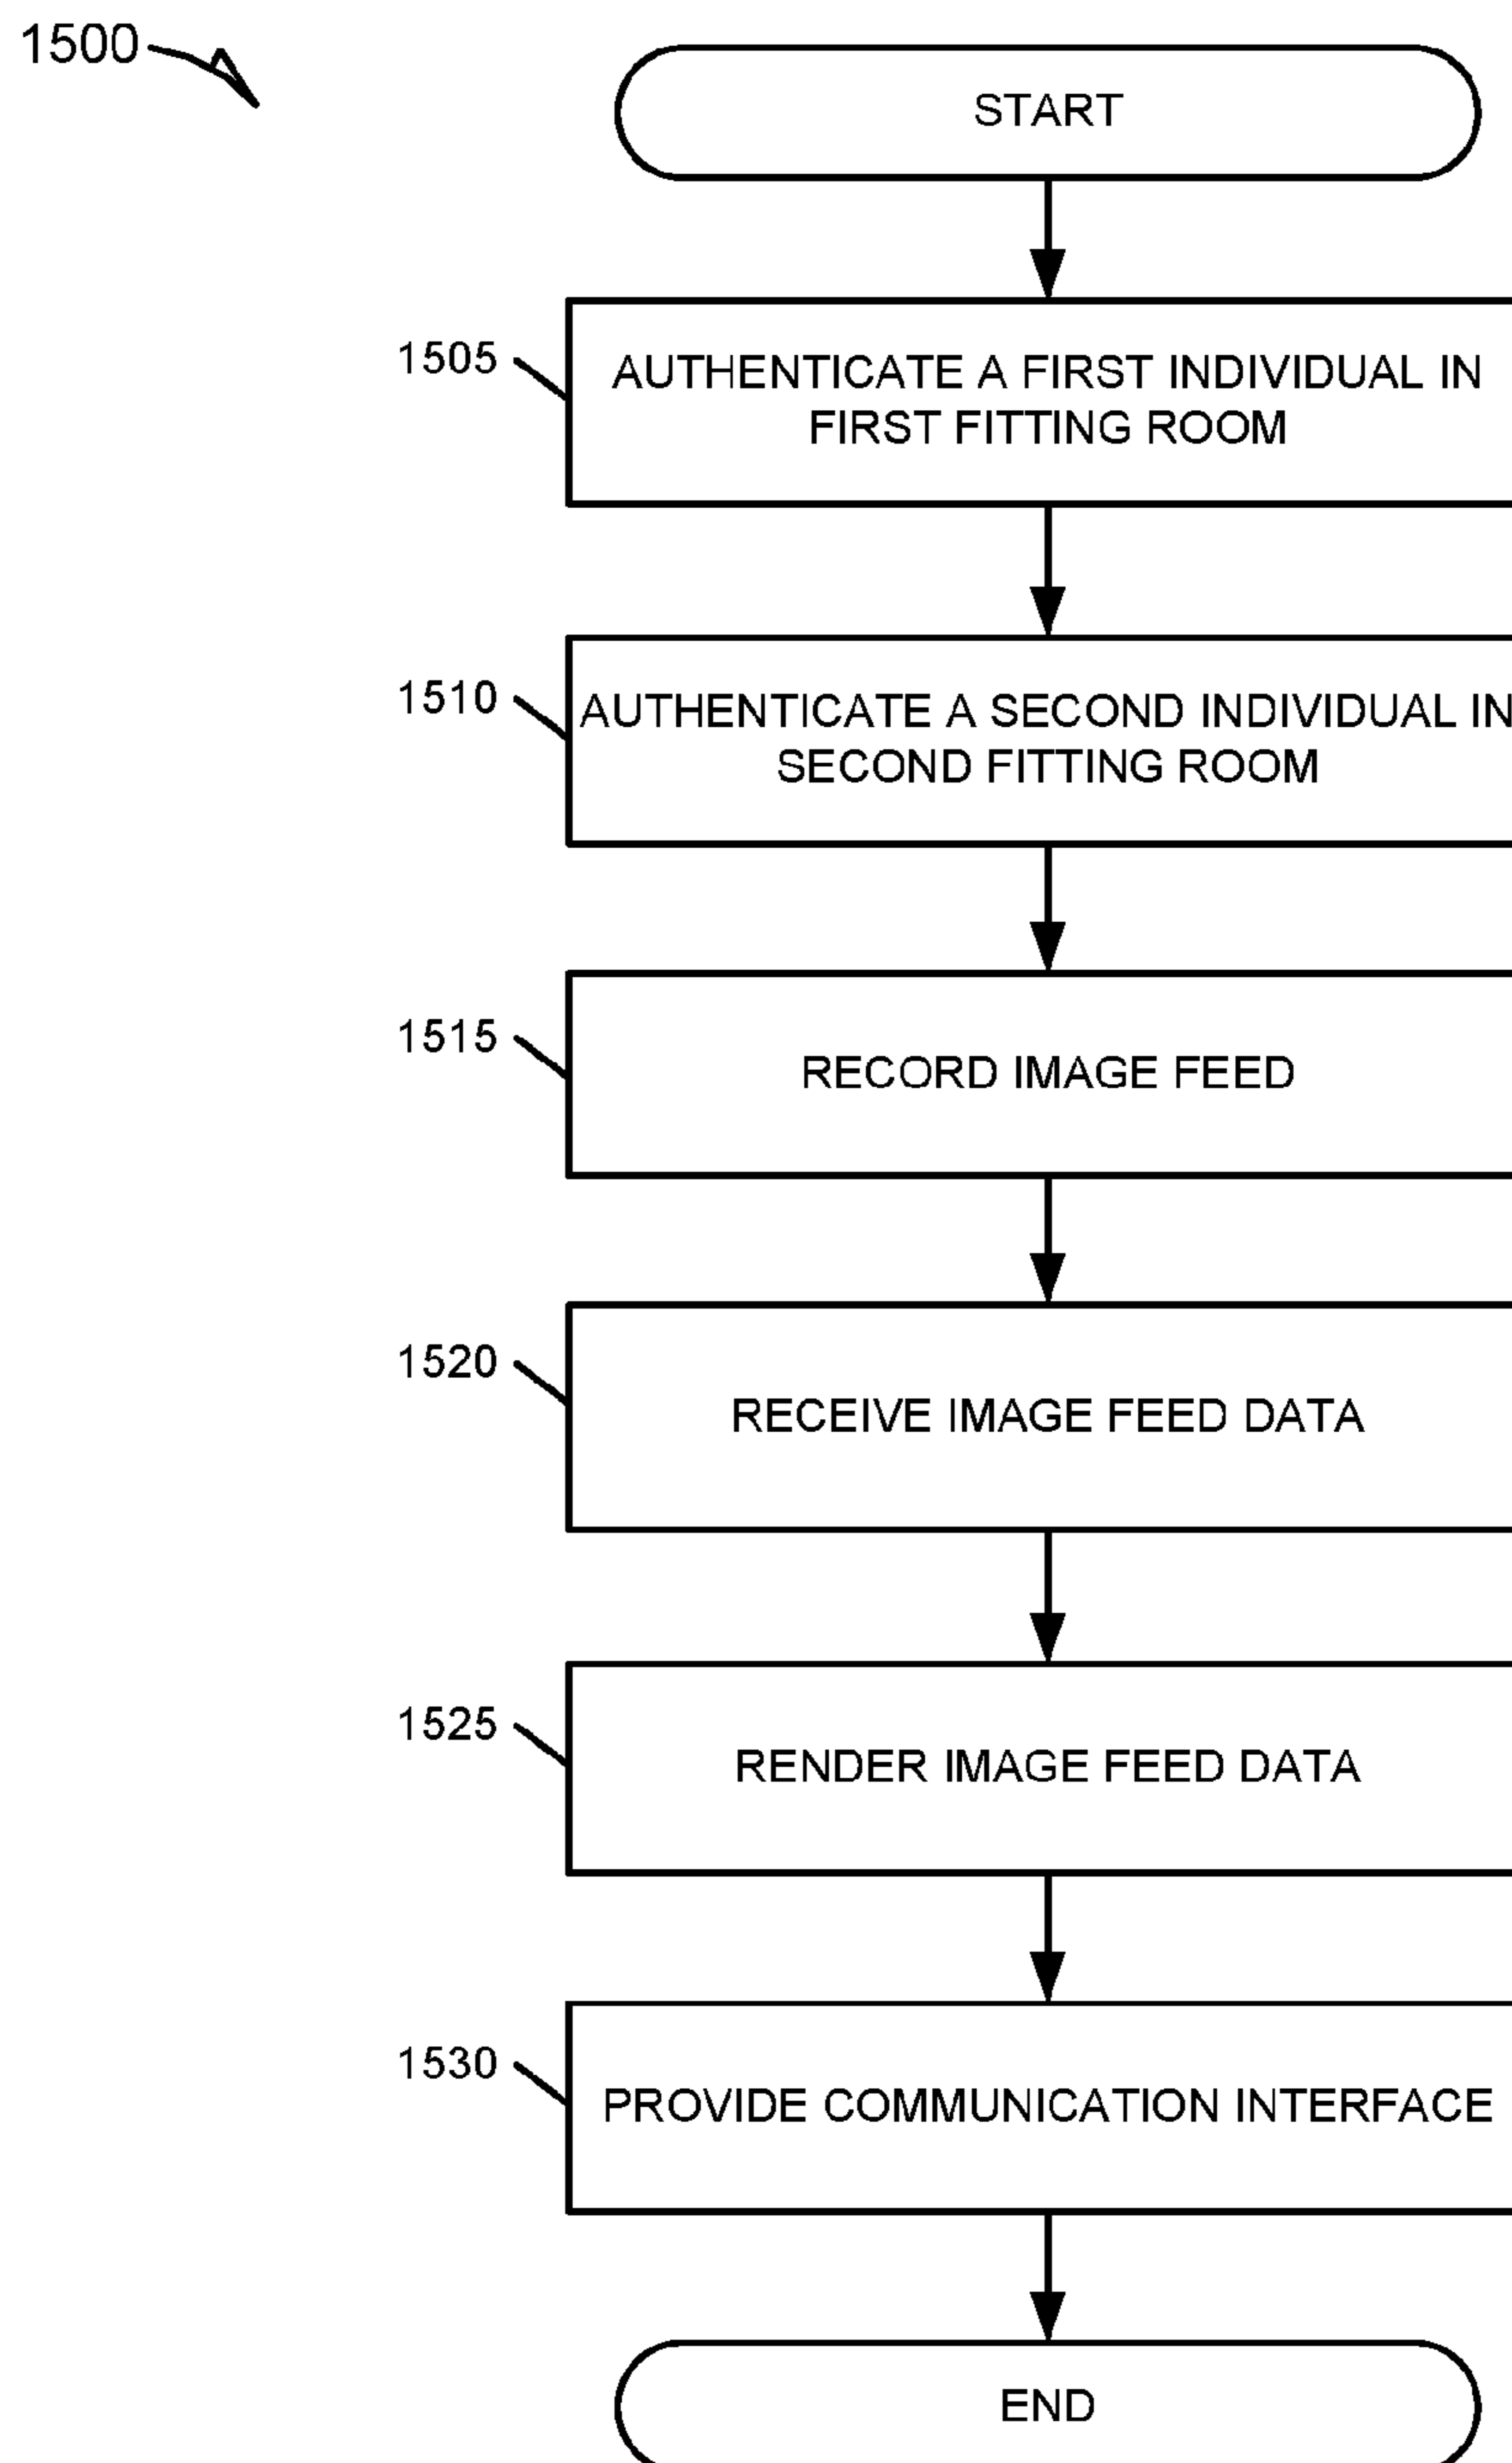 1500
START
1505
AUTHENTICATE A FIRST INDIVIDUAL IN
FIRST FITTING ROOM
1510
AUTHENTICATE A SECOND INDIVIDUAL IN
SECOND FITTING ROOM
1515
RECORD IMAGE FEED
1520
RECEIVE IMAGE FEED DATA
1525
RENDER IMAGE FEED DATA
1530
PROVIDE COMMUNICATION INTERFACE
END